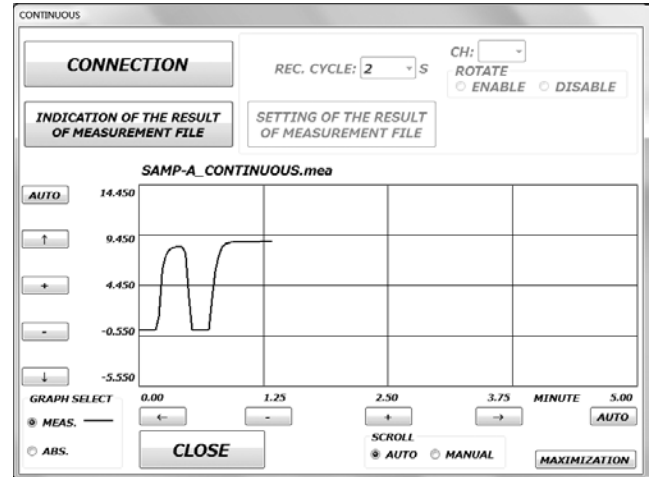 CONTINUOUS
CONNECTION
REC. CYCLE: 2 S
CH:
ROTATE
ENABLE DISABLE
INDICATION OF THE RESULT
OF MEASUREMENT FILE
SETTING OF THE RESULT
OF MEASUREMENT FILE
SAMP-A_CONTINUOUS.mea
AUTO 14.450
↑ 9.450
+ 4.450
- -0.550
↓ -5.550
0.00 1.25 2.50 3.75 MINUTE 5.00
← - + → AUTO
GRAPH SELECT
MEAS.
ABS.
CLOSE
SCROLL
AUTO MANUAL
MAXIMIZATION